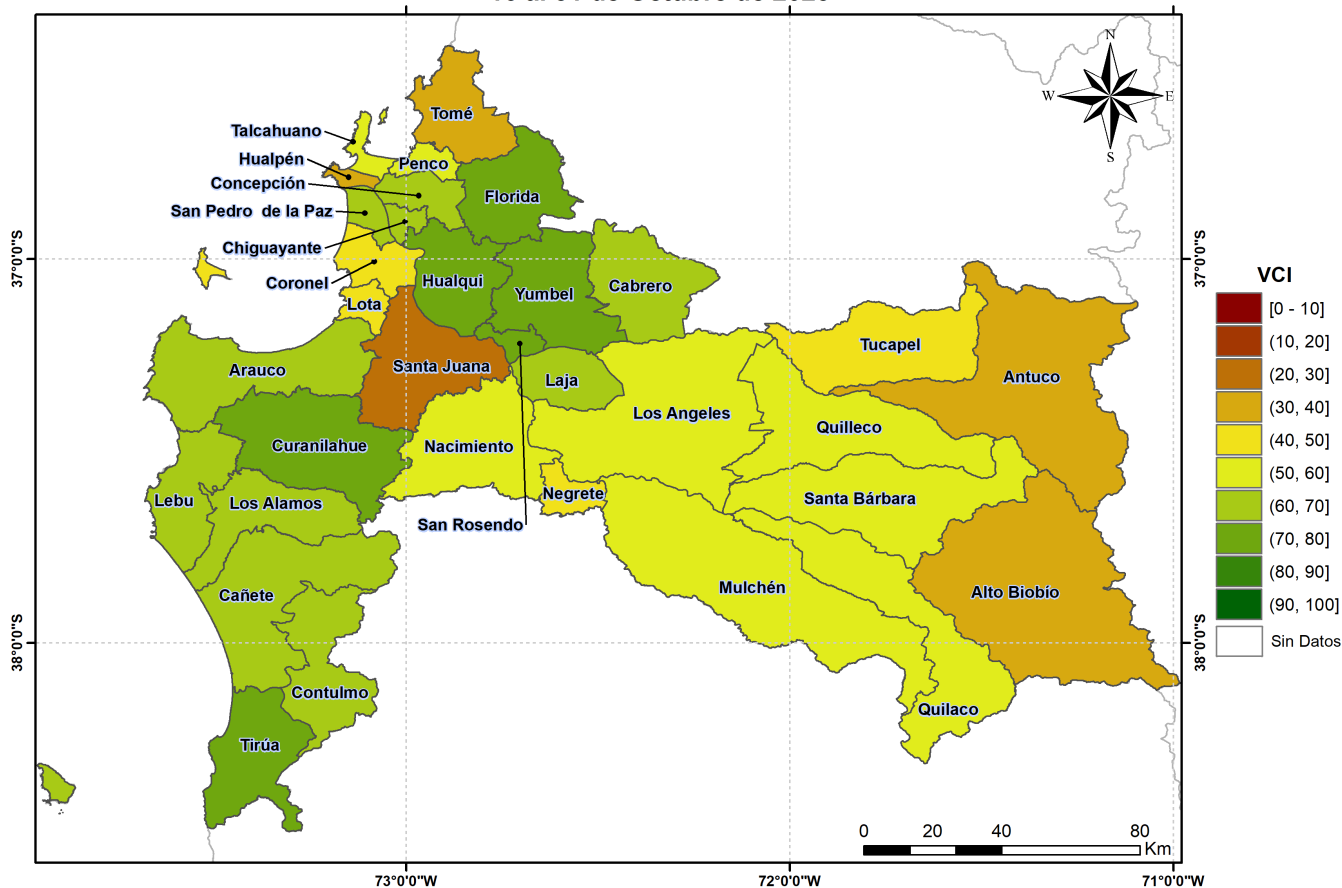 N
W
E
S
Tomé
Talcahuano
Hualpén
Penco
Concepción
Florida
San Pedro de la Paz
Chiguayante
Coronel
Hualqui
Yumbel
Cabrero
Lota
Tucapel
Arauco
Santa Juana
Laja
Antuco
Los Angeles
Quilleco
Curanilahue
Nacimiento
Negrete
Santa Bárbara
Lebu
Los Alamos
San Rosendo
Mulchén
Alto Biobío
Cañete
Contulmo
Quilaco
Tirúa
37°0'0"S
38°0'0"S
37°0'0"S
38°0'0"S
73°0'0"W
72°0'0"W
71°0'0"W
0 20 40 80
Km
VCI
[0 - 10]
(10, 20]
(20, 30]
(30, 40]
(40, 50]
(50, 60]
(60, 70]
(70, 80]
(80, 90]
(90, 100]
Sin Datos